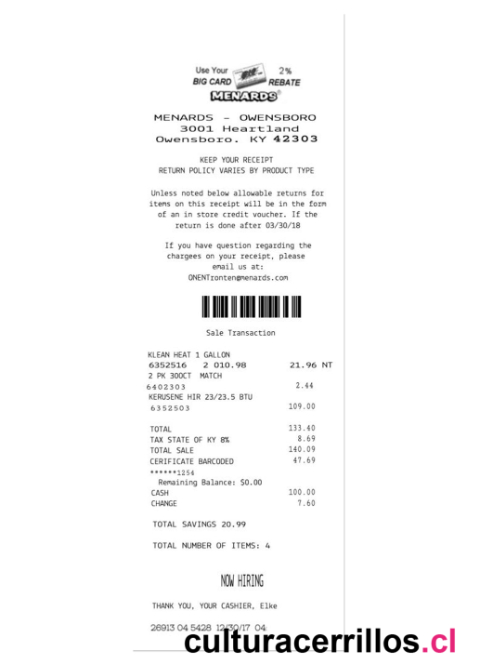 Use Your 2%
BIG CARD REBATE
MENARDS®
MENARDS - OWENSBORO
3001 Heartland
Owensboro. KY 42303
KEEP YOUR RECEIPT
RETURN POLICY VARIES BY PRODUCT TYPE
Unless noted below allowable returns for
items on this receipt will be in the form
of an in store credit voucher. If the
return is done after 03/30/18
If you have question regarding the
chargees on your receipt, please
email us at:
ONENTronten@menards.com
Sale Transaction
KLEAN HEAT 1 GALLON
6352516 2 010.98 21.96 NT
2 PK 300CT MATCH
6402303 2.44
KERUSENE HIR 23/23.5 BTU
6352503 109.00
TOTAL 133.40
TAX STATE OF KY 8% 8.69
TOTAL SALE 140.09
CERIFICATE BARCODED 47.69
******1254
Remaining Balance: $0.00
CASH 100.00
CHANGE 7.60
TOTAL SAVINGS 20.99
TOTAL NUMBER OF ITEMS: 4
NOW HIRING
THANK YOU, YOUR CASHIER, Elke
26913 04 5428 12/30/17 04
culturacerrillos.cl